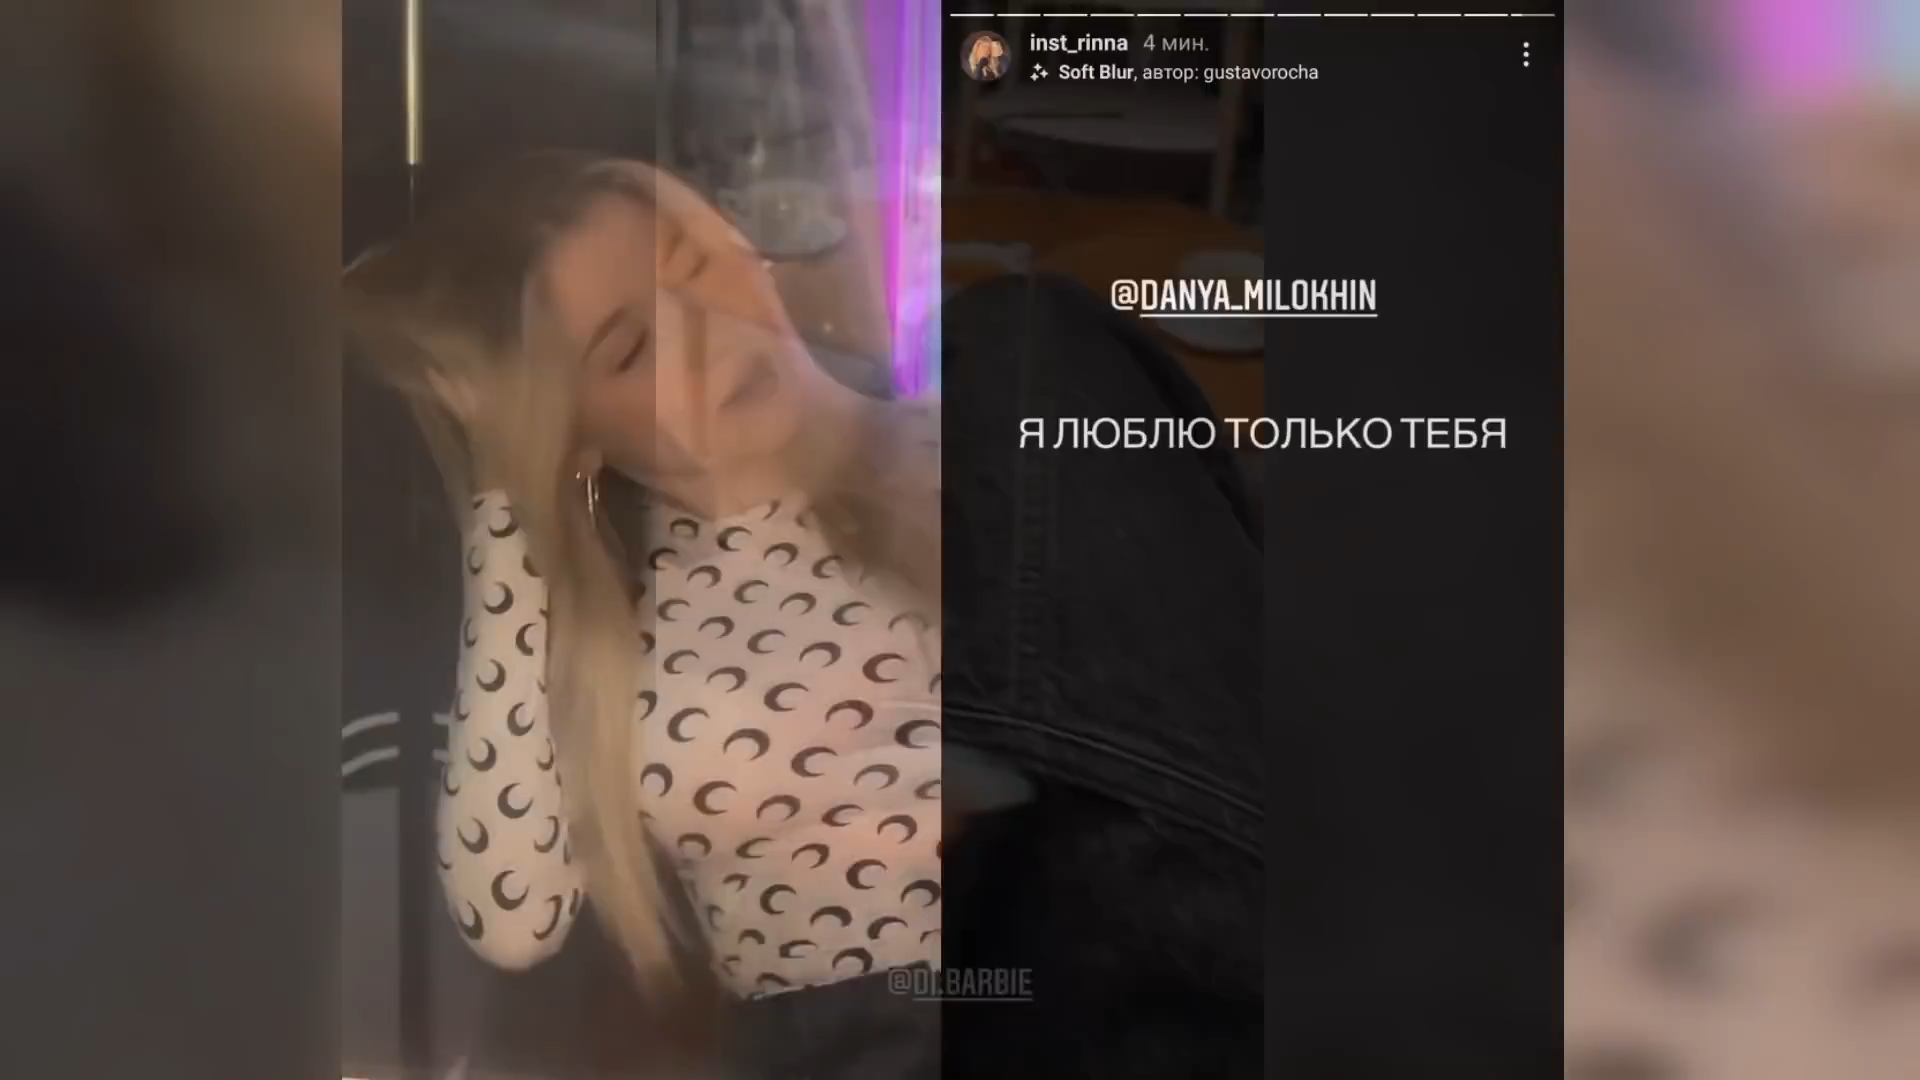 inst_rinna 4 мин.
Soft Blur, автор: gustavorocha
@DANYA_MILOKHIN
Я ЛЮБЛЮ ТОЛЬКО ТЕБЯ
@DI.BARBIE